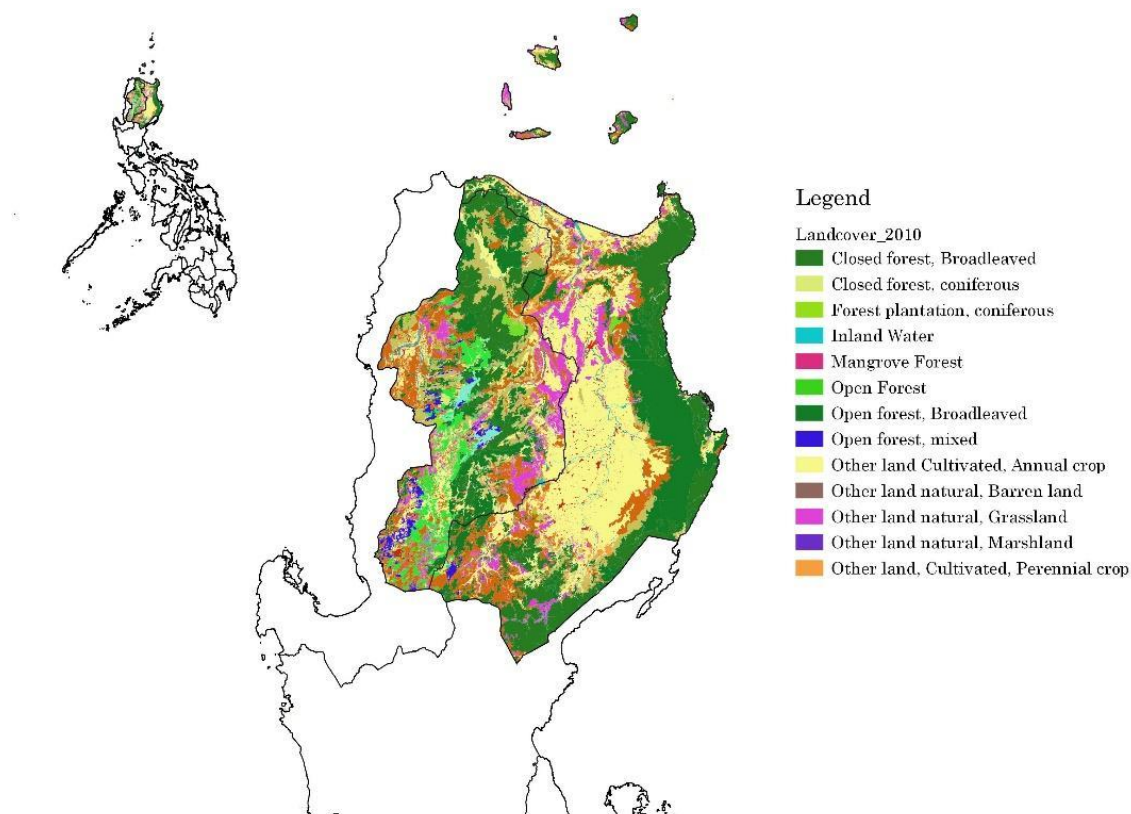 Legend
Landcover_2010
Closed forest, Broadleaved
Closed forest, coniferous
Forest plantation, coniferous
Inland Water
Mangrove Forest
Open Forest
Open forest, Broadleaved
Open forest, mixed
Other land Cultivated, Annual crop
Other land natural, Barren land
Other land natural, Grassland
Other land natural, Marshland
Other land, Cultivated, Perennial crop